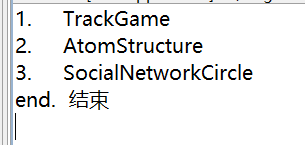 1. TrackGame
2. AtomStructure
3. SocialNetworkCircle
end. 结束